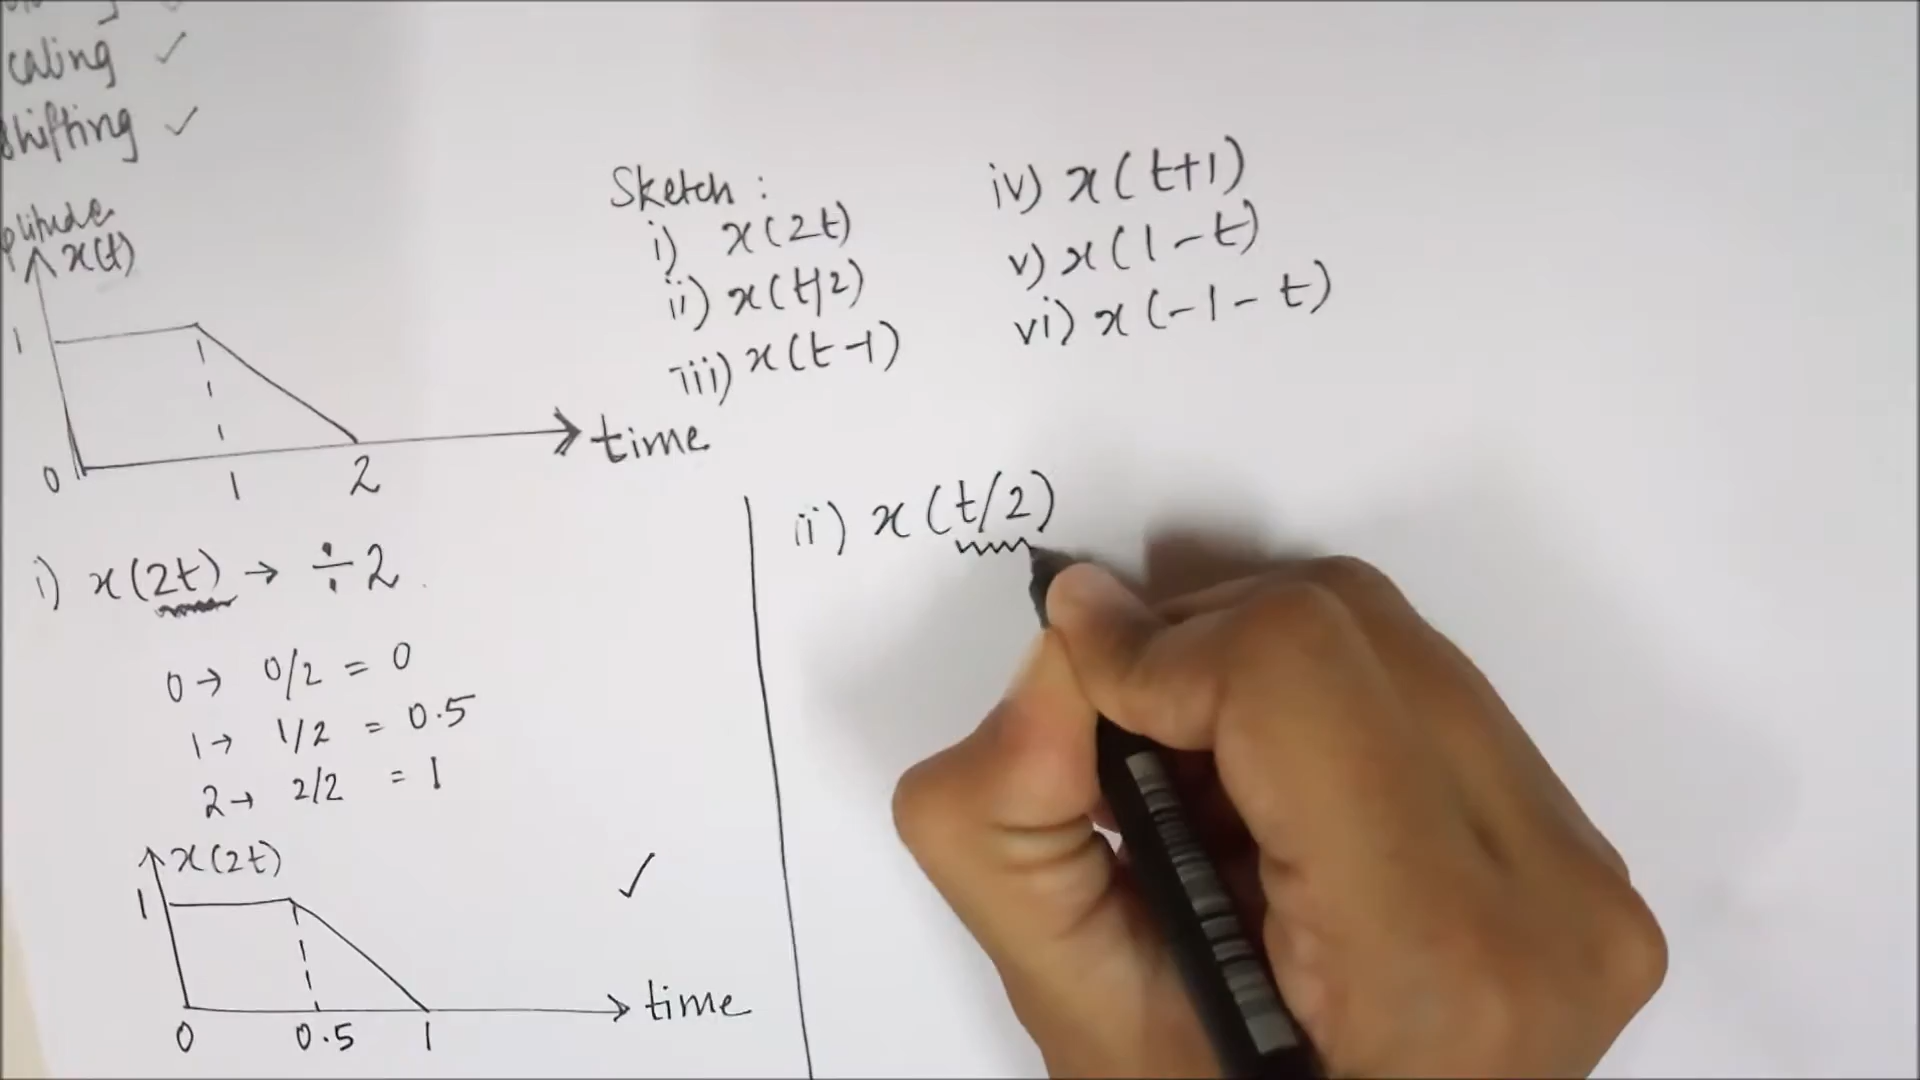 caling ✓
shifting ✓
plitude
x(t)
1
0 1 2
time
Sketch :
i) x(2t)
ii) x(t/2)
iii) x(t-1)
iv) x(t+1)
v) x(1-t)
vi) x(-1-t)
i) x(2t) → ÷2
0→ 0/2 = 0
1→ 1/2 = 0.5
2→ 2/2 = 1
x(2t)
1
✓
0 0.5 1
time
ii) x(t/2)